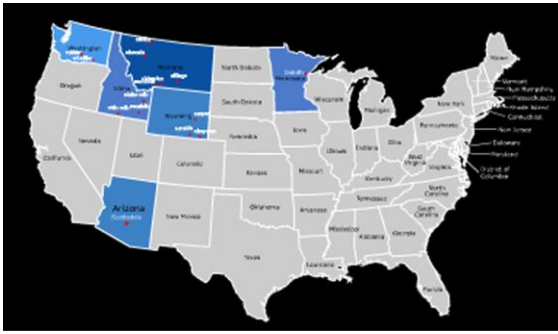 Washington
Montana
North Dakota
Minnesota
Maine
Oregon
Idaho
South Dakota
Wisconsin
Vermont
New Hampshire
Massachusetts
Rhode Island
Connecticut
New York
Wyoming
Michigan
Iowa
Nebraska
Pennsylvania
New Jersey
Delaware
Maryland
District of
Columbia
Nevada
Utah
Colorado
Illinois
Indiana
Ohio
West
Virginia
Virginia
California
Kansas
Missouri
Kentucky
North
Carolina
Tennessee
Arizona
Scottsdale
New Mexico
Oklahoma
Arkansas
South
Carolina
Mississippi
Alabama
Georgia
Texas
Louisiana
Florida